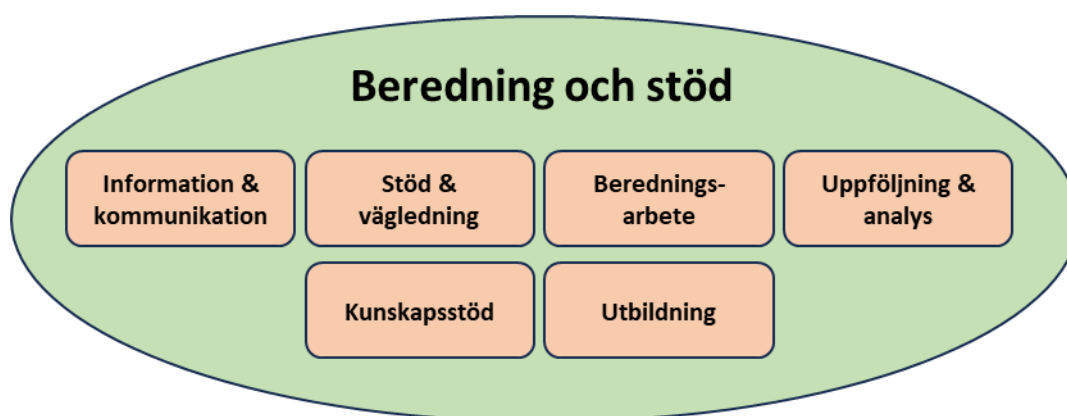 Beredning och stöd
Information &
kommunikation
Stöd &
vägledning
Berednings-
arbete
Uppföljning &
analys
Kunskapsstöd
Utbildning